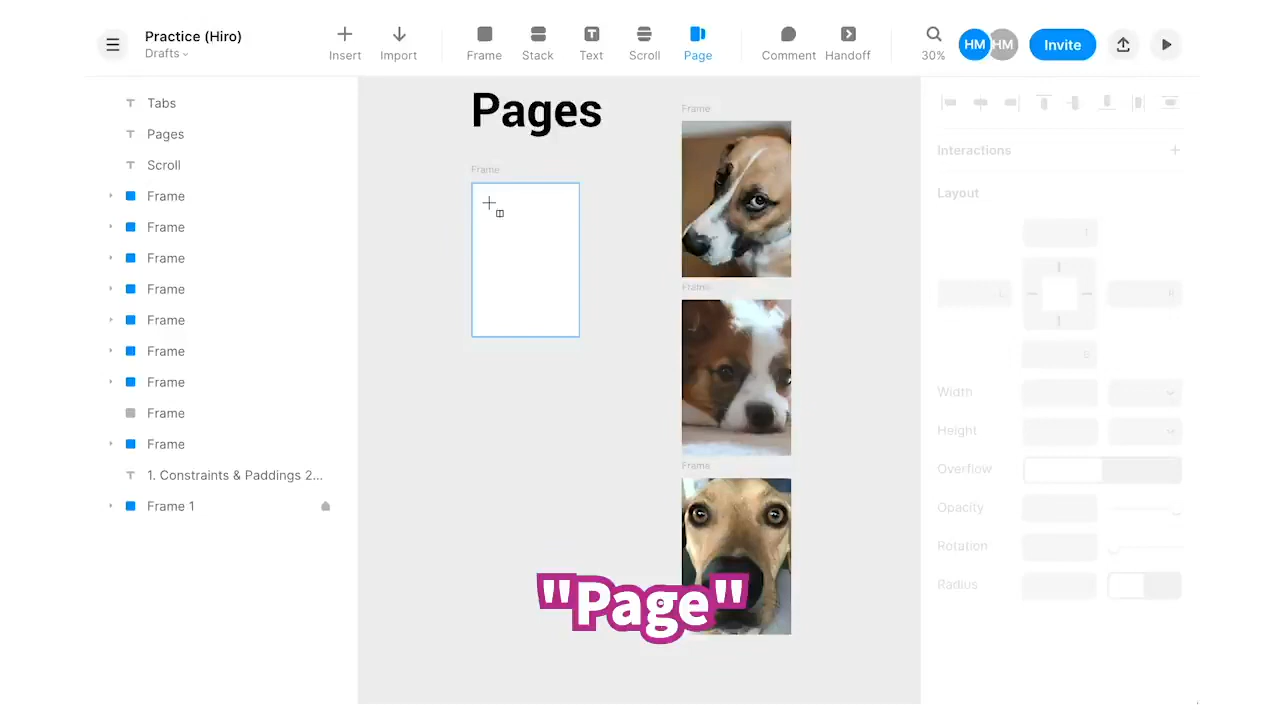 Practice (Hiro)
Drafts
Insert
Import
Frame
Stack
Text
Scroll
Page
Comment
Handoff
30%
HM
HM
Invite
Tabs
Pages
Scroll
Frame
Frame
Frame
Frame
Frame
Frame
Frame
Frame
Frame
1. Constraints & Paddings 2...
Frame 1
Pages
Frame
Frame
Frame
Frame
"Page"
Interactions
Layout
T
L
R
B
Width
Height
Overflow
Opacity
Rotation
Radius